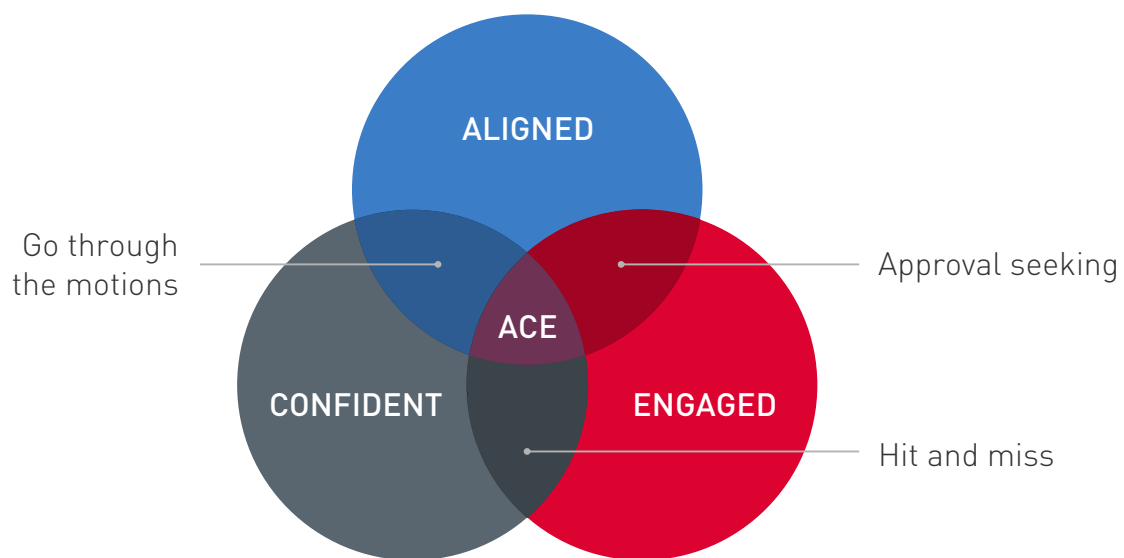 ALIGNED
Go through
the motions
Approval seeking
ACE
CONFIDENT
ENGAGED
Hit and miss